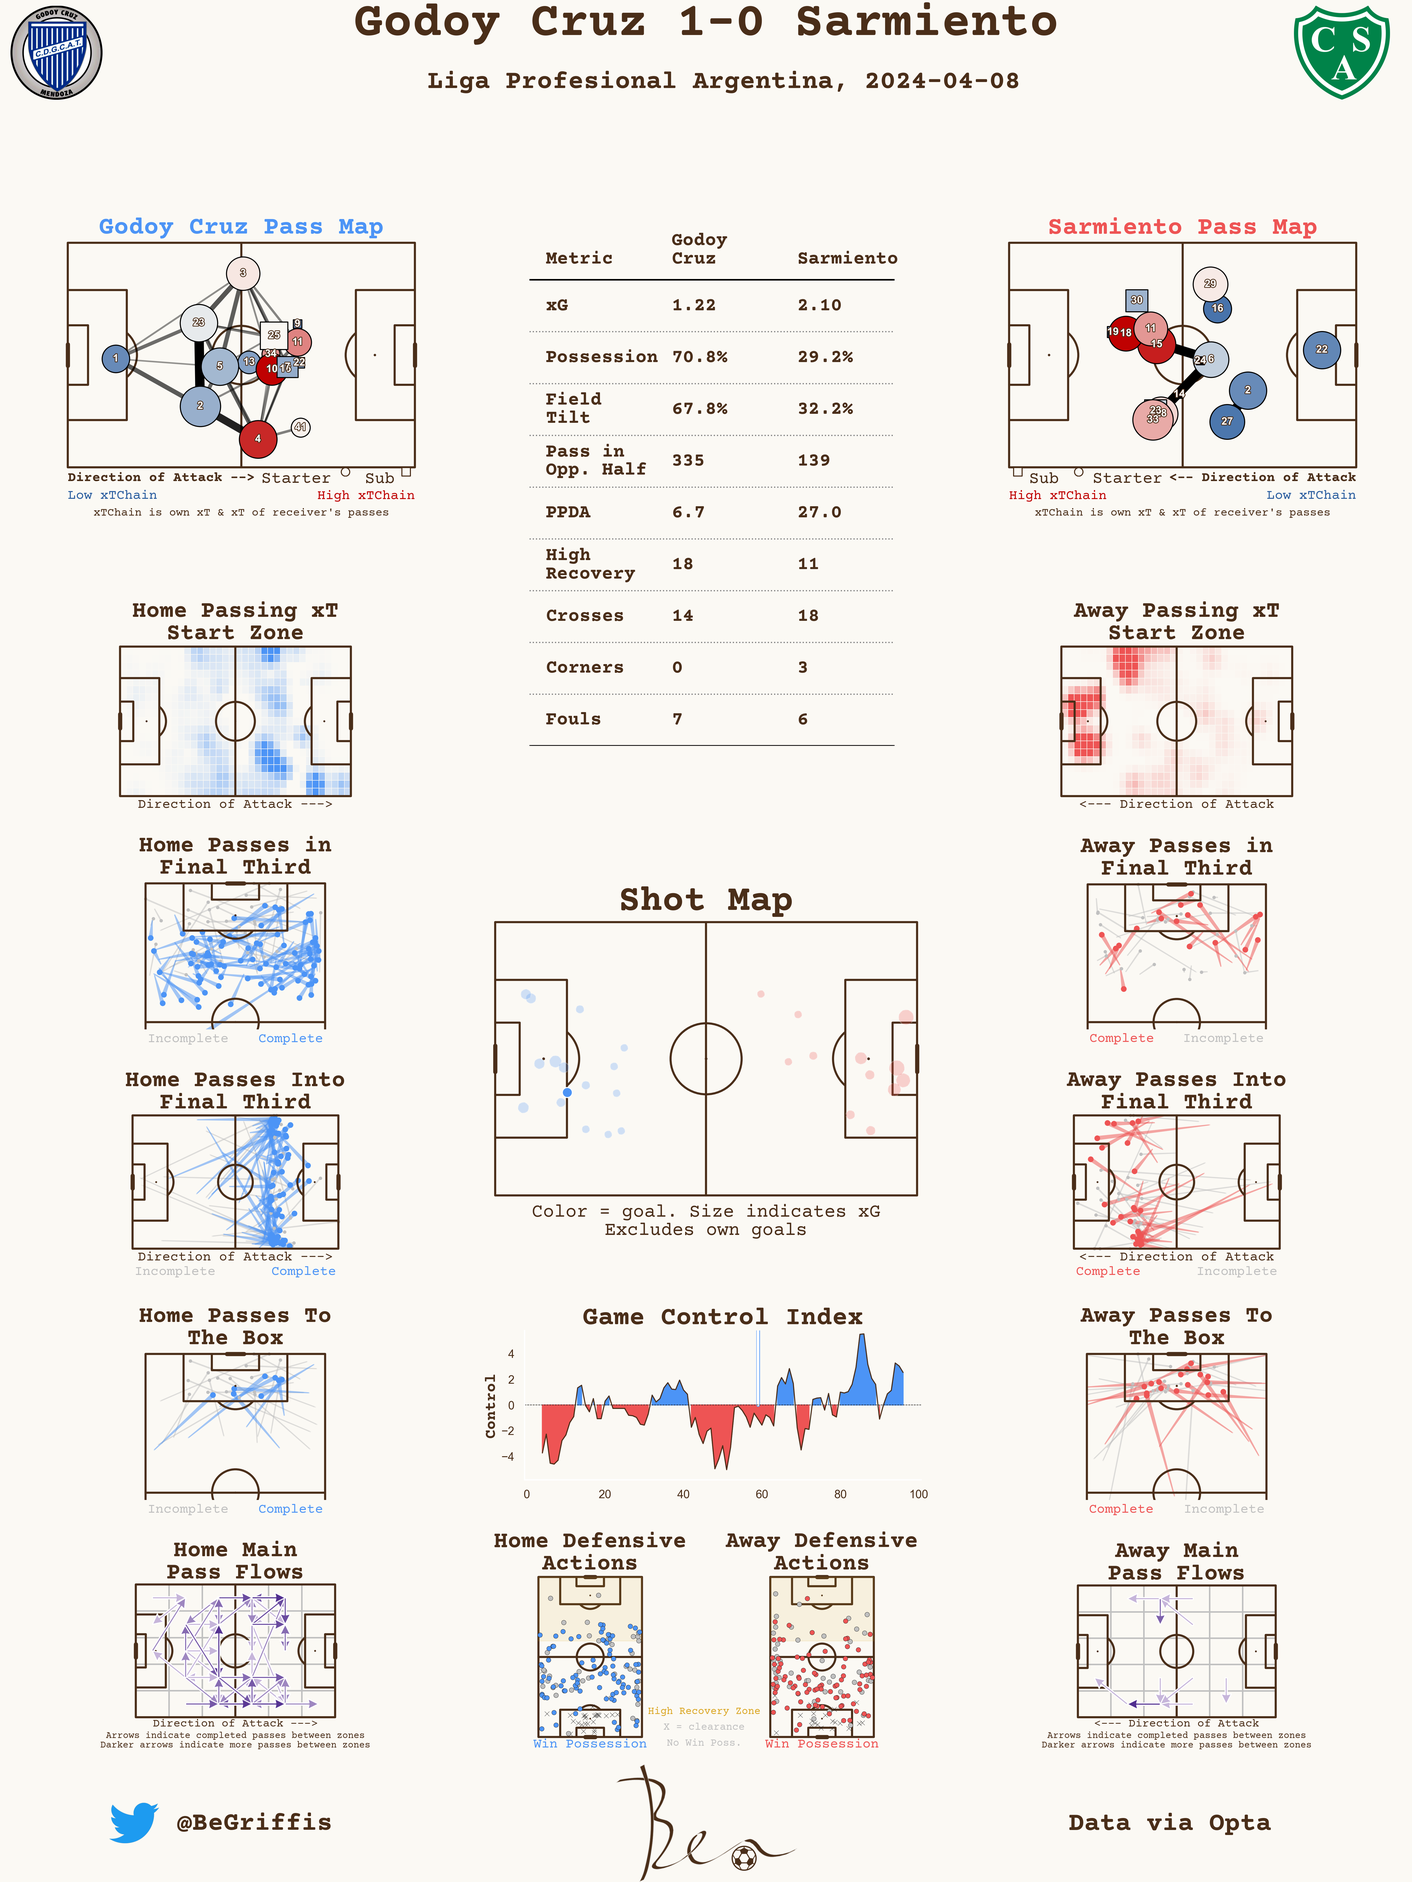 Godoy Cruz 1-0 Sarmiento
Liga Profesional Argentina, 2024-04-08
GODOY CRUZ
C.D.G.C.A.T.
MENDOZA
C S
A
Godoy Cruz Pass Map
3
23
25
9
11
1
5
13
34
10
7
16
22
2
4
41
Direction of Attack --> Starter Sub
Low xTChain High xTChain
xTChain is own xT & xT of receiver's passes
Metric Godoy Cruz Sarmiento
xG 1.22 2.10
Possession 70.8% 29.2%
Field Tilt 67.8% 32.2%
Pass in Opp. Half 335 139
PPDA 6.7 27.0
High Recovery 18 11
Crosses 14 18
Corners 0 3
Fouls 7 6
Sarmiento Pass Map
29
30
16
19
18
11
15
24
6
22
14
2
23
8
33
27
Sub Starter <-- Direction of Attack
High xTChain Low xTChain
xTChain is own xT & xT of receiver's passes
Home Passing xT
Start Zone
Direction of Attack --->
Away Passing xT
Start Zone
<--- Direction of Attack
Home Passes in
Final Third
Incomplete Complete
Away Passes in
Final Third
Complete Incomplete
Shot Map
Color = goal. Size indicates xG
Excludes own goals
Home Passes Into
Final Third
Direction of Attack --->
Incomplete Complete
Away Passes Into
Final Third
<--- Direction of Attack
Complete Incomplete
Home Passes To
The Box
Incomplete Complete
Game Control Index
Control
4
2
0
−2
−4
0 20 40 60 80 100
Away Passes To
The Box
Complete Incomplete
Home Main
Pass Flows
Direction of Attack --->
Arrows indicate completed passes between zones
Darker arrows indicate more passes between zones
Home Defensive
Actions
Win Possession
Away Defensive
Actions
Win Possession
High Recovery Zone
X = clearance
No Win Poss.
Away Main
Pass Flows
<--- Direction of Attack
Arrows indicate completed passes between zones
Darker arrows indicate more passes between zones
@BeGriffis
Ben
Data via Opta